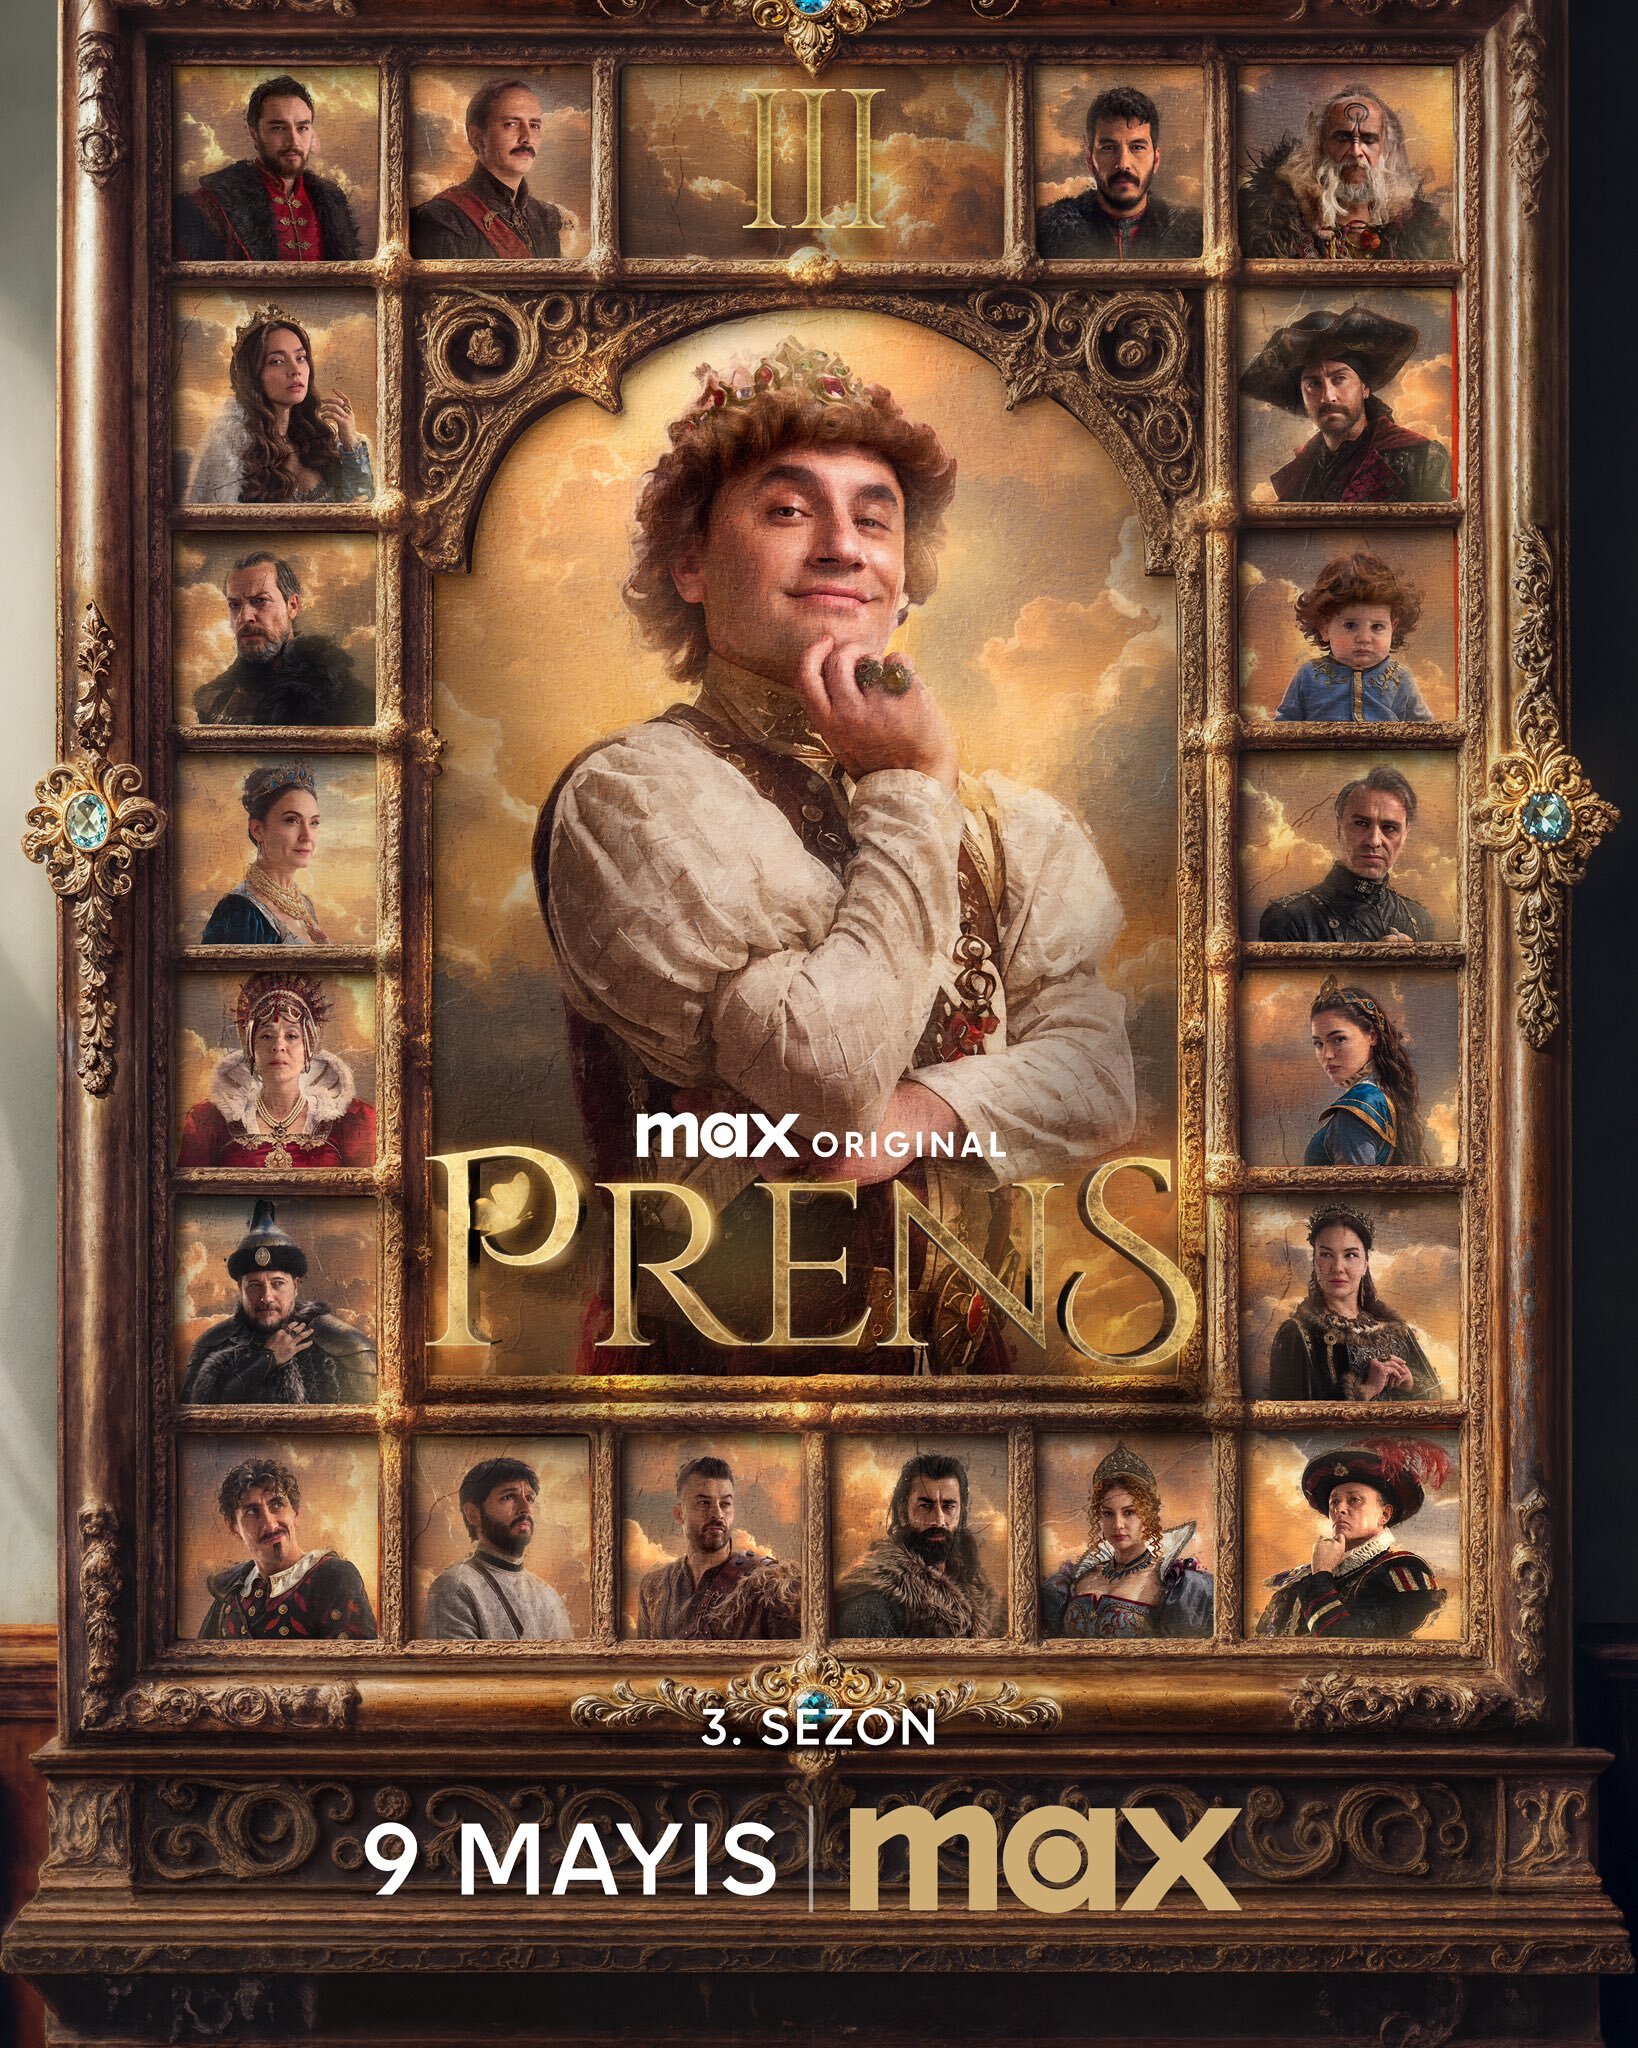 III
max ORIGINAL
PRENS
3. SEZON
9 MAYIS | max